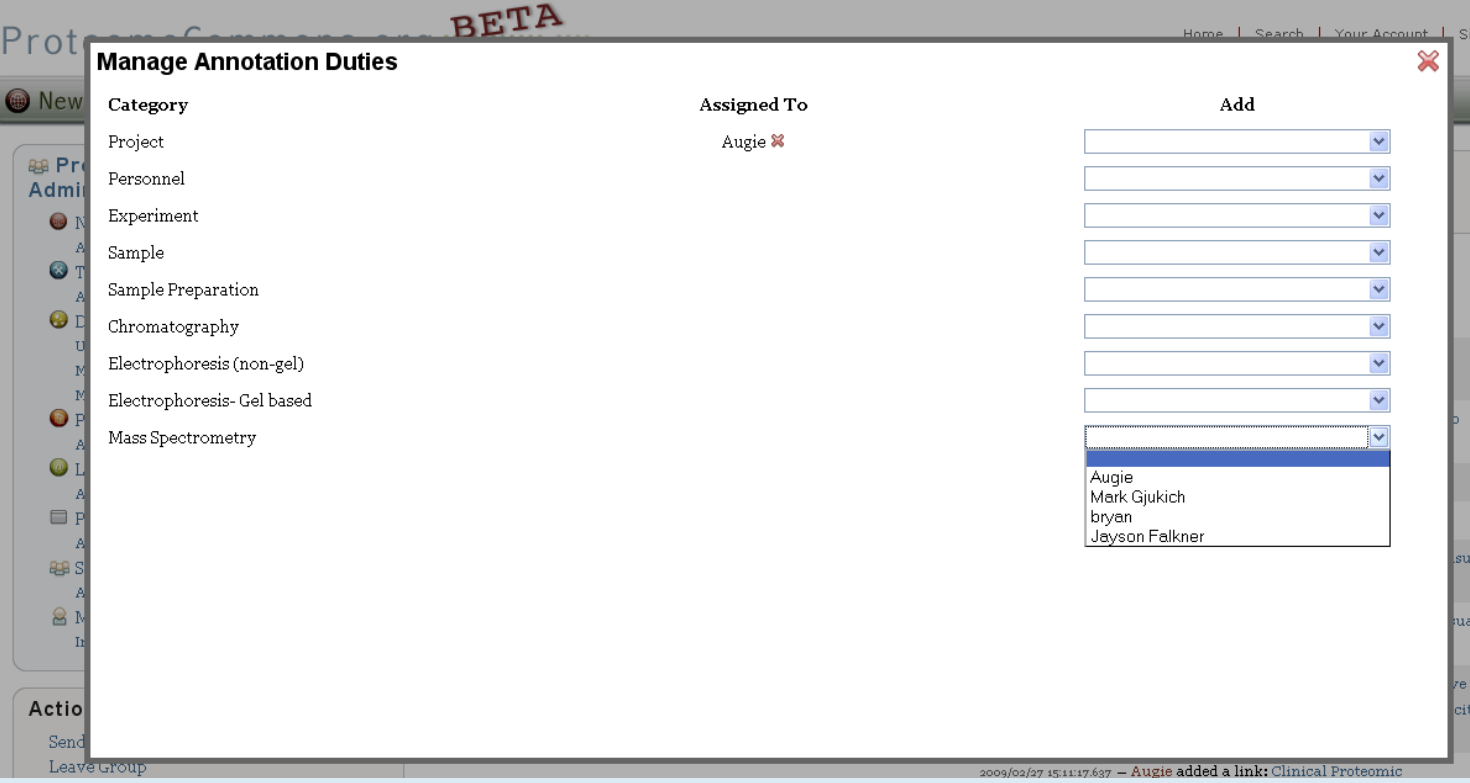 BETA
Home | Search | Your Account |
New
Manage Annotation Duties
Category Assigned To Add
Project Augie
Personnel
Experiment
Sample
Sample Preparation
Chromatography
Electrophoresis (non-gel)
Electrophoresis- Gel based
Mass Spectrometry
Augie
Mark Gjukich
bryan
Jayson Falkner
Send
Leave Group
2009/02/27 15:11:17.637 — Augie added a link: Clinical Proteomic